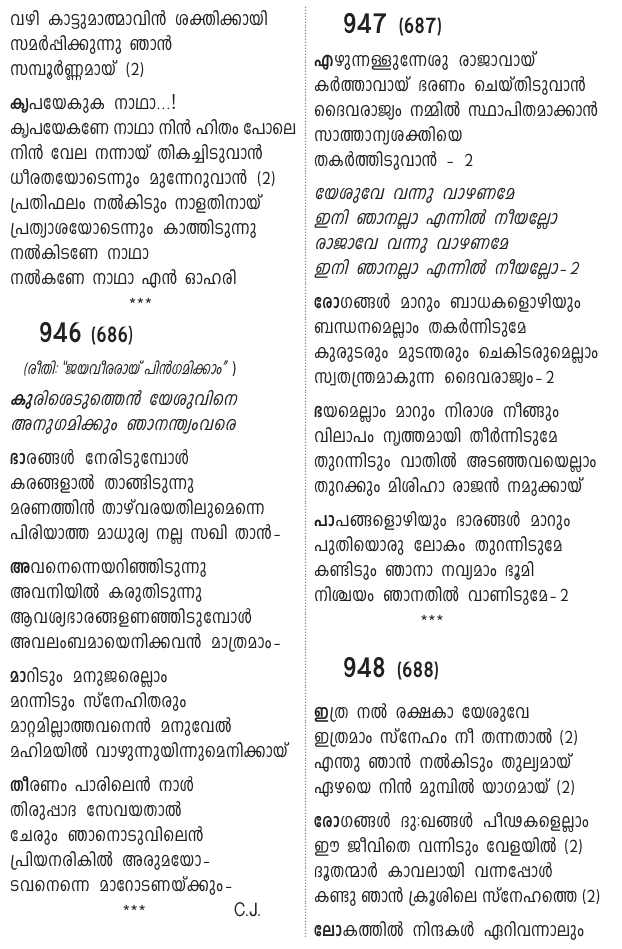 വഴി കാട്ടുമാത്മാവിൻ ശക്തിക്കായി
സമർപ്പിക്കുന്നു ഞാൻ
സമ്പൂർണ്ണമായ് (2)
കൃപയേകുക നാഥാ...!
കൃപയേകണേ നാഥാ നിൻ ഹിതം പോലെ
നിൻ വേല നന്നായ് തികച്ചിടുവാൻ
ധീരതയോടെന്നും മുന്നേറുവാൻ (2)
പ്രതിഫലം നൽകിടും നാളതിനായ്
പ്രത്യാശയോടെന്നും കാത്തിടുന്നു
നൽകിടണേ നാഥാ
നൽകണേ നാഥാ എൻ ഓഹരി
***
946 (686)
(രീതി: "ജയവീരരായ് പിൻഗമിക്കാം" )
കുരിശെടുത്തെൻ യേശുവിനെ
അനുഗമിക്കും ഞാനന്ത്യംവരെ
ഭാരങ്ങൾ നേരിടുമ്പോൾ
കരങ്ങളാൽ താങ്ങിടുന്നു
മരണത്തിൻ താഴ്‌വരയതിലുമെന്നെ
പിരിയാത്ത മാധുര്യ നല്ല സഖി താൻ-
അവനെന്നെയറിഞ്ഞിടുന്നു
അവനിയിൽ കരുതിടുന്നു
ആവശ്യഭാരങ്ങളണഞ്ഞിടുമ്പോൾ
അവലംബമായെനിക്കവൻ മാത്രമാം-
മാറിടും മനുജരെല്ലാം
മറന്നിടും സ്നേഹിതരും
മാറ്റമില്ലാത്തവനെൻ മനുവേൽ
മഹിമയിൽ വാഴുന്നുയിന്നുമെനിക്കായ്
തീരണം പാരിലെൻ നാൾ
തിരുപ്പാദ സേവയതാൽ
ചേരും ഞാനൊടുവിലെൻ
പ്രിയനരികിൽ അരുമയോ-
ടവനെന്നെ മാറോടണയ്ക്കും-
*** C.J.
947 (687)
എഴുന്നള്ളുന്നേശു രാജാവായ്
കർത്താവായ് ഭരണം ചെയ്തിടുവാൻ
ദൈവരാജ്യം നമ്മിൽ സ്ഥാപിതമാക്കാൻ
സാത്താന്യശക്തിയെ
തകർത്തിടുവാൻ - 2
യേശുവേ വന്നു വാഴണമേ
ഇനി ഞാനല്ലാ എന്നിൽ നീയല്ലോ
രാജാവേ വന്നു വാഴണമേ
ഇനി ഞാനല്ലാ എന്നിൽ നീയല്ലോ-2
രോഗങ്ങൾ മാറും ബാധകളൊഴിയും
ബന്ധനമെല്ലാം തകർന്നിടുമേ
കുരുടരും മുടന്തരും ചെകിടരുമെല്ലാം
സ്വതന്ത്രമാകുന്ന ദൈവരാജ്യം-2
ഭയമെല്ലാം മാറും നിരാശ നീങ്ങും
വിലാപം നൃത്തമായി തീർന്നിടുമേ
തുറന്നിടും വാതിൽ അടഞ്ഞവയെല്ലാം
തുറക്കും മിശിഹാ രാജൻ നമുക്കായ്
പാപങ്ങളൊഴിയും ഭാരങ്ങൾ മാറും
പുതിയൊരു ലോകം തുറന്നിടുമേ
കണ്ടിടും ഞാനാ നവ്യമാം ഭൂമി
നിശ്ചയം ഞാനതിൽ വാണിടുമേ-2
***
948 (688)
ഇത്ര നൽ രക്ഷകാ യേശുവേ
ഇത്രമാം സ്നേഹം നീ തന്നതാൽ (2)
എന്തു ഞാൻ നൽകിടും തുല്യമായ്
ഏഴയെ നിൻ മുമ്പിൽ യാഗമായ് (2)
രോഗങ്ങൾ ദു:ഖങ്ങൾ പീഢകളെല്ലാം
ഈ ജീവിതെ വന്നിടും വേളയിൽ (2)
ദൂതന്മാർ കാവലായി വന്നപ്പോൾ
കണ്ടു ഞാൻ ക്രൂശിലെ സ്നേഹത്തെ (2)
ലോകത്തിൽ നിന്ദകൾ ഏറിവന്നാലും